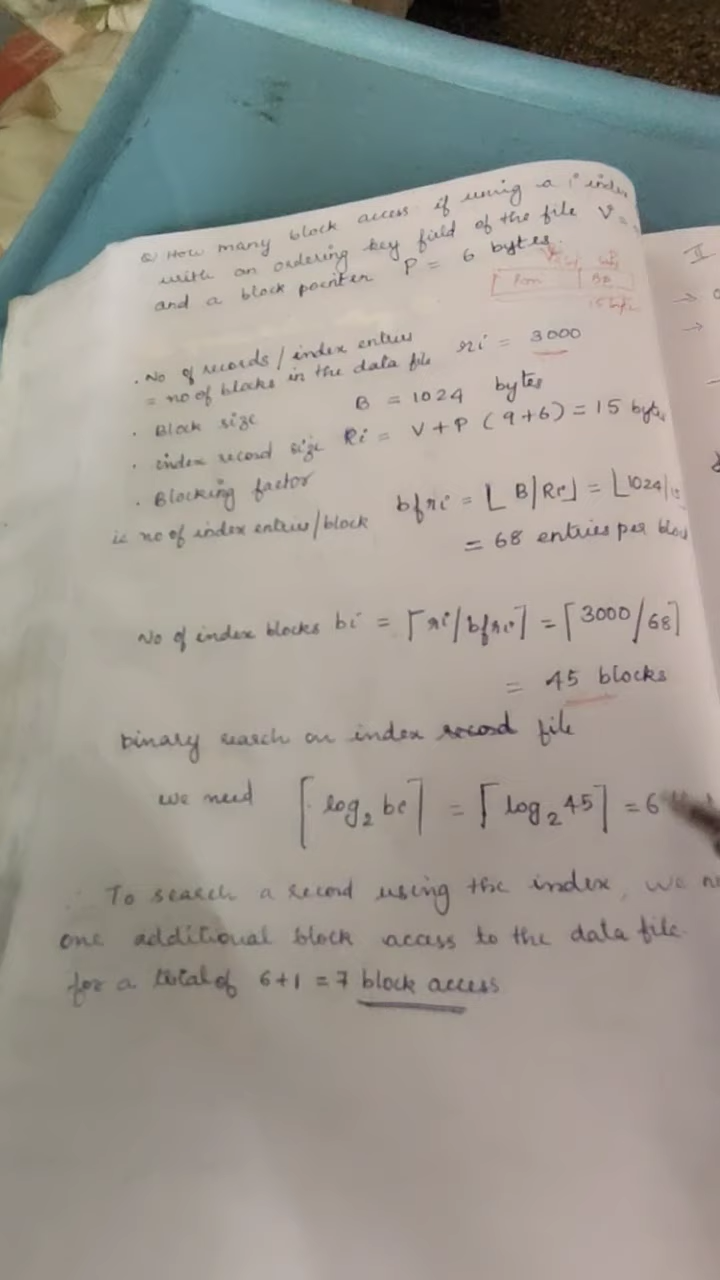 Q How many block access if using a 1° index
with an ordering key field of the file V =
and a block pointer P = 6 bytes.
BP
15 bytes
. No of records/index entries ri = 3000
= no of blocks in the data file
. Block size B = 1024 bytes
. index record size Ri = V+P (9+6) = 15 bytes
. Blocking factor bfri = ⌊B/Ri⌋ = ⌊1024/15
ie no of index entries/block
= 68 entries per block
No of index blocks bi = ⌈ri/bfri⌉ = ⌈3000/68⌉
= 45 blocks
binary search on index record file
we need ⌈log₂ bi⌉ = ⌈log₂ 45⌉ = 6
To search a record using the index, we ne
one additional block access to the data file.
for a total of 6+1 = 7 block access
II
→
→